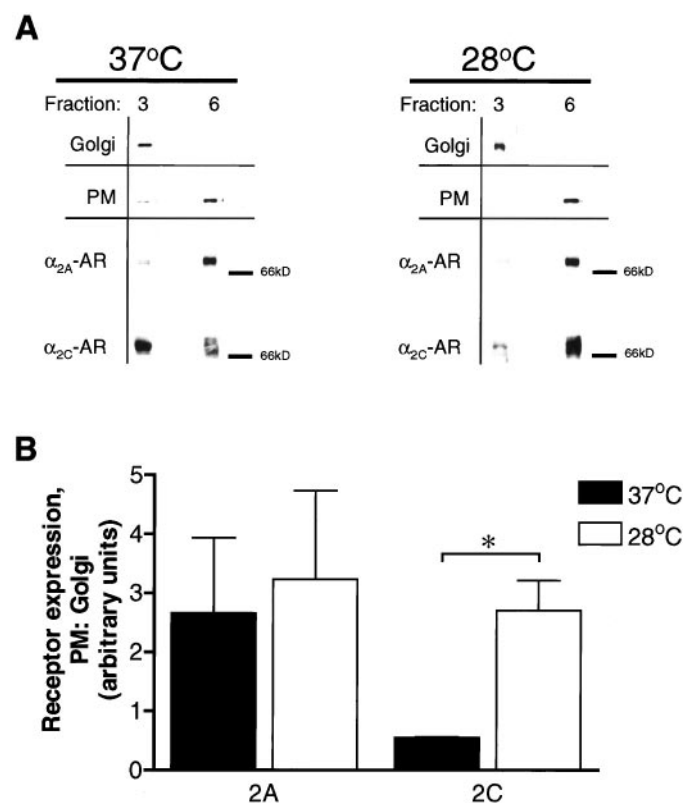 A
37°C 28°C
Fraction: 3 6 Fraction: 3 6
Golgi Golgi
PM PM
α2A-AR 66kD α2A-AR 66kD
α2C-AR 66kD α2C-AR 66kD
B
Receptor expression,
PM: Golgi
(arbitrary units)
5
4
3
2
1
0
*
37°C
28°C
2A 2C